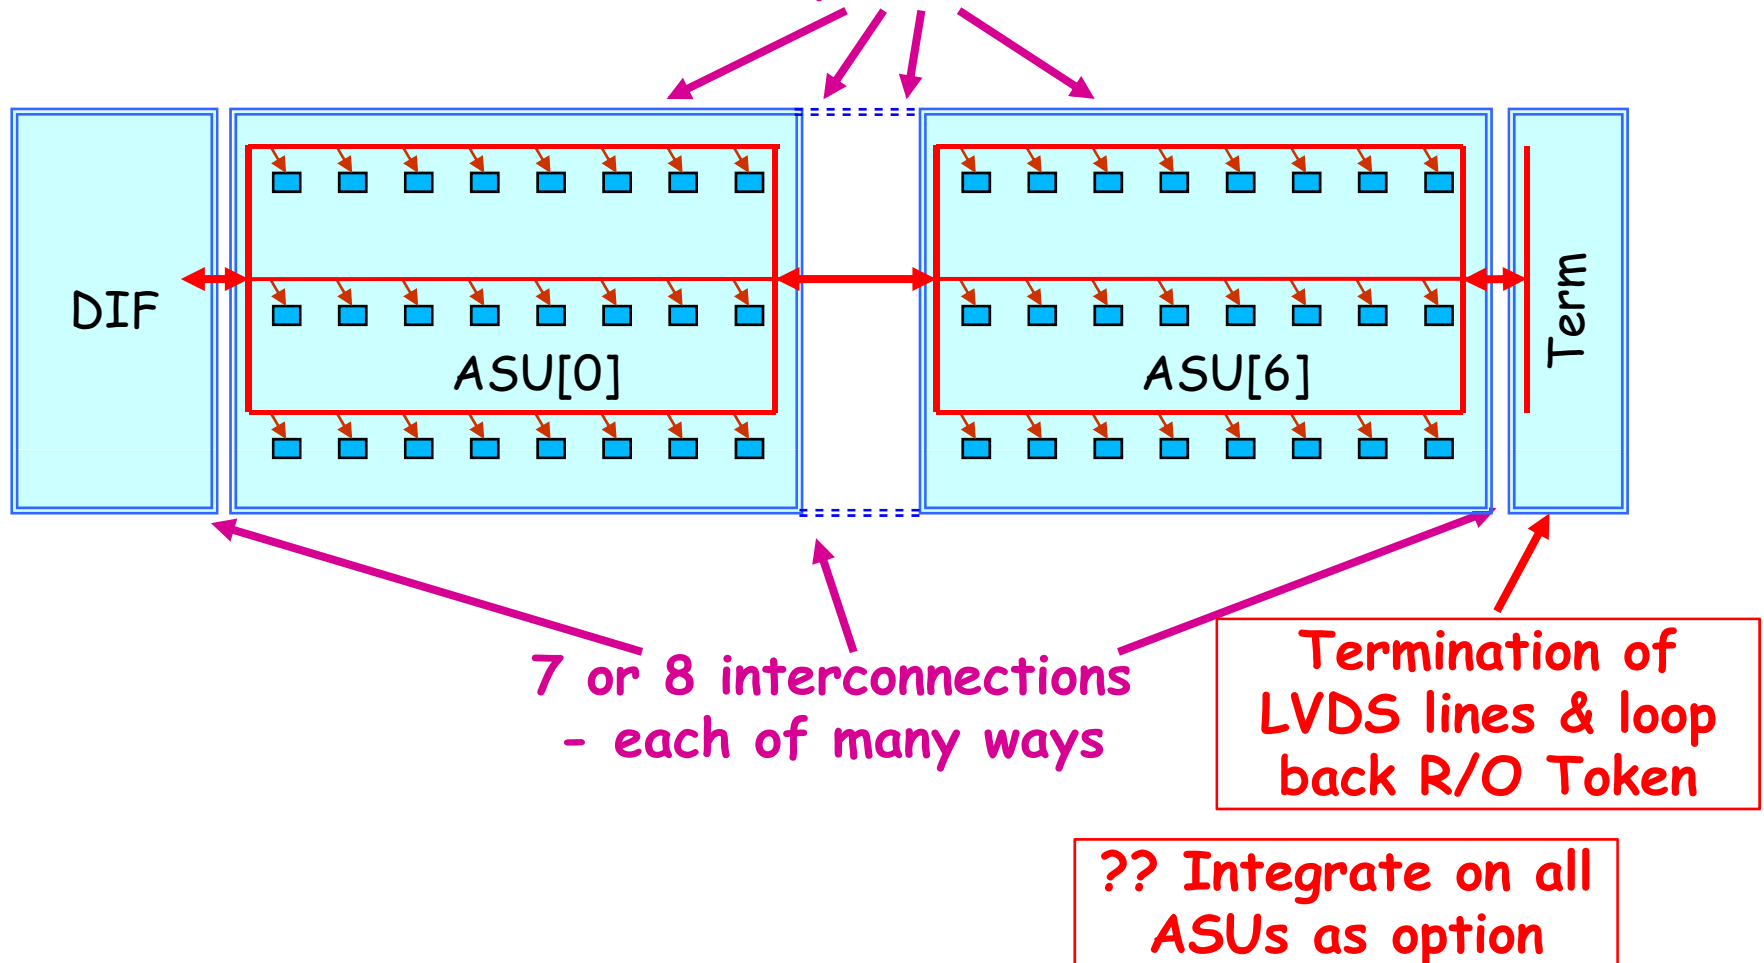 DIF
ASU[0]
ASU[6]
Term
7 or 8 interconnections
- each of many ways
Termination of
LVDS lines & loop
back R/O Token
?? Integrate on all
ASUs as option